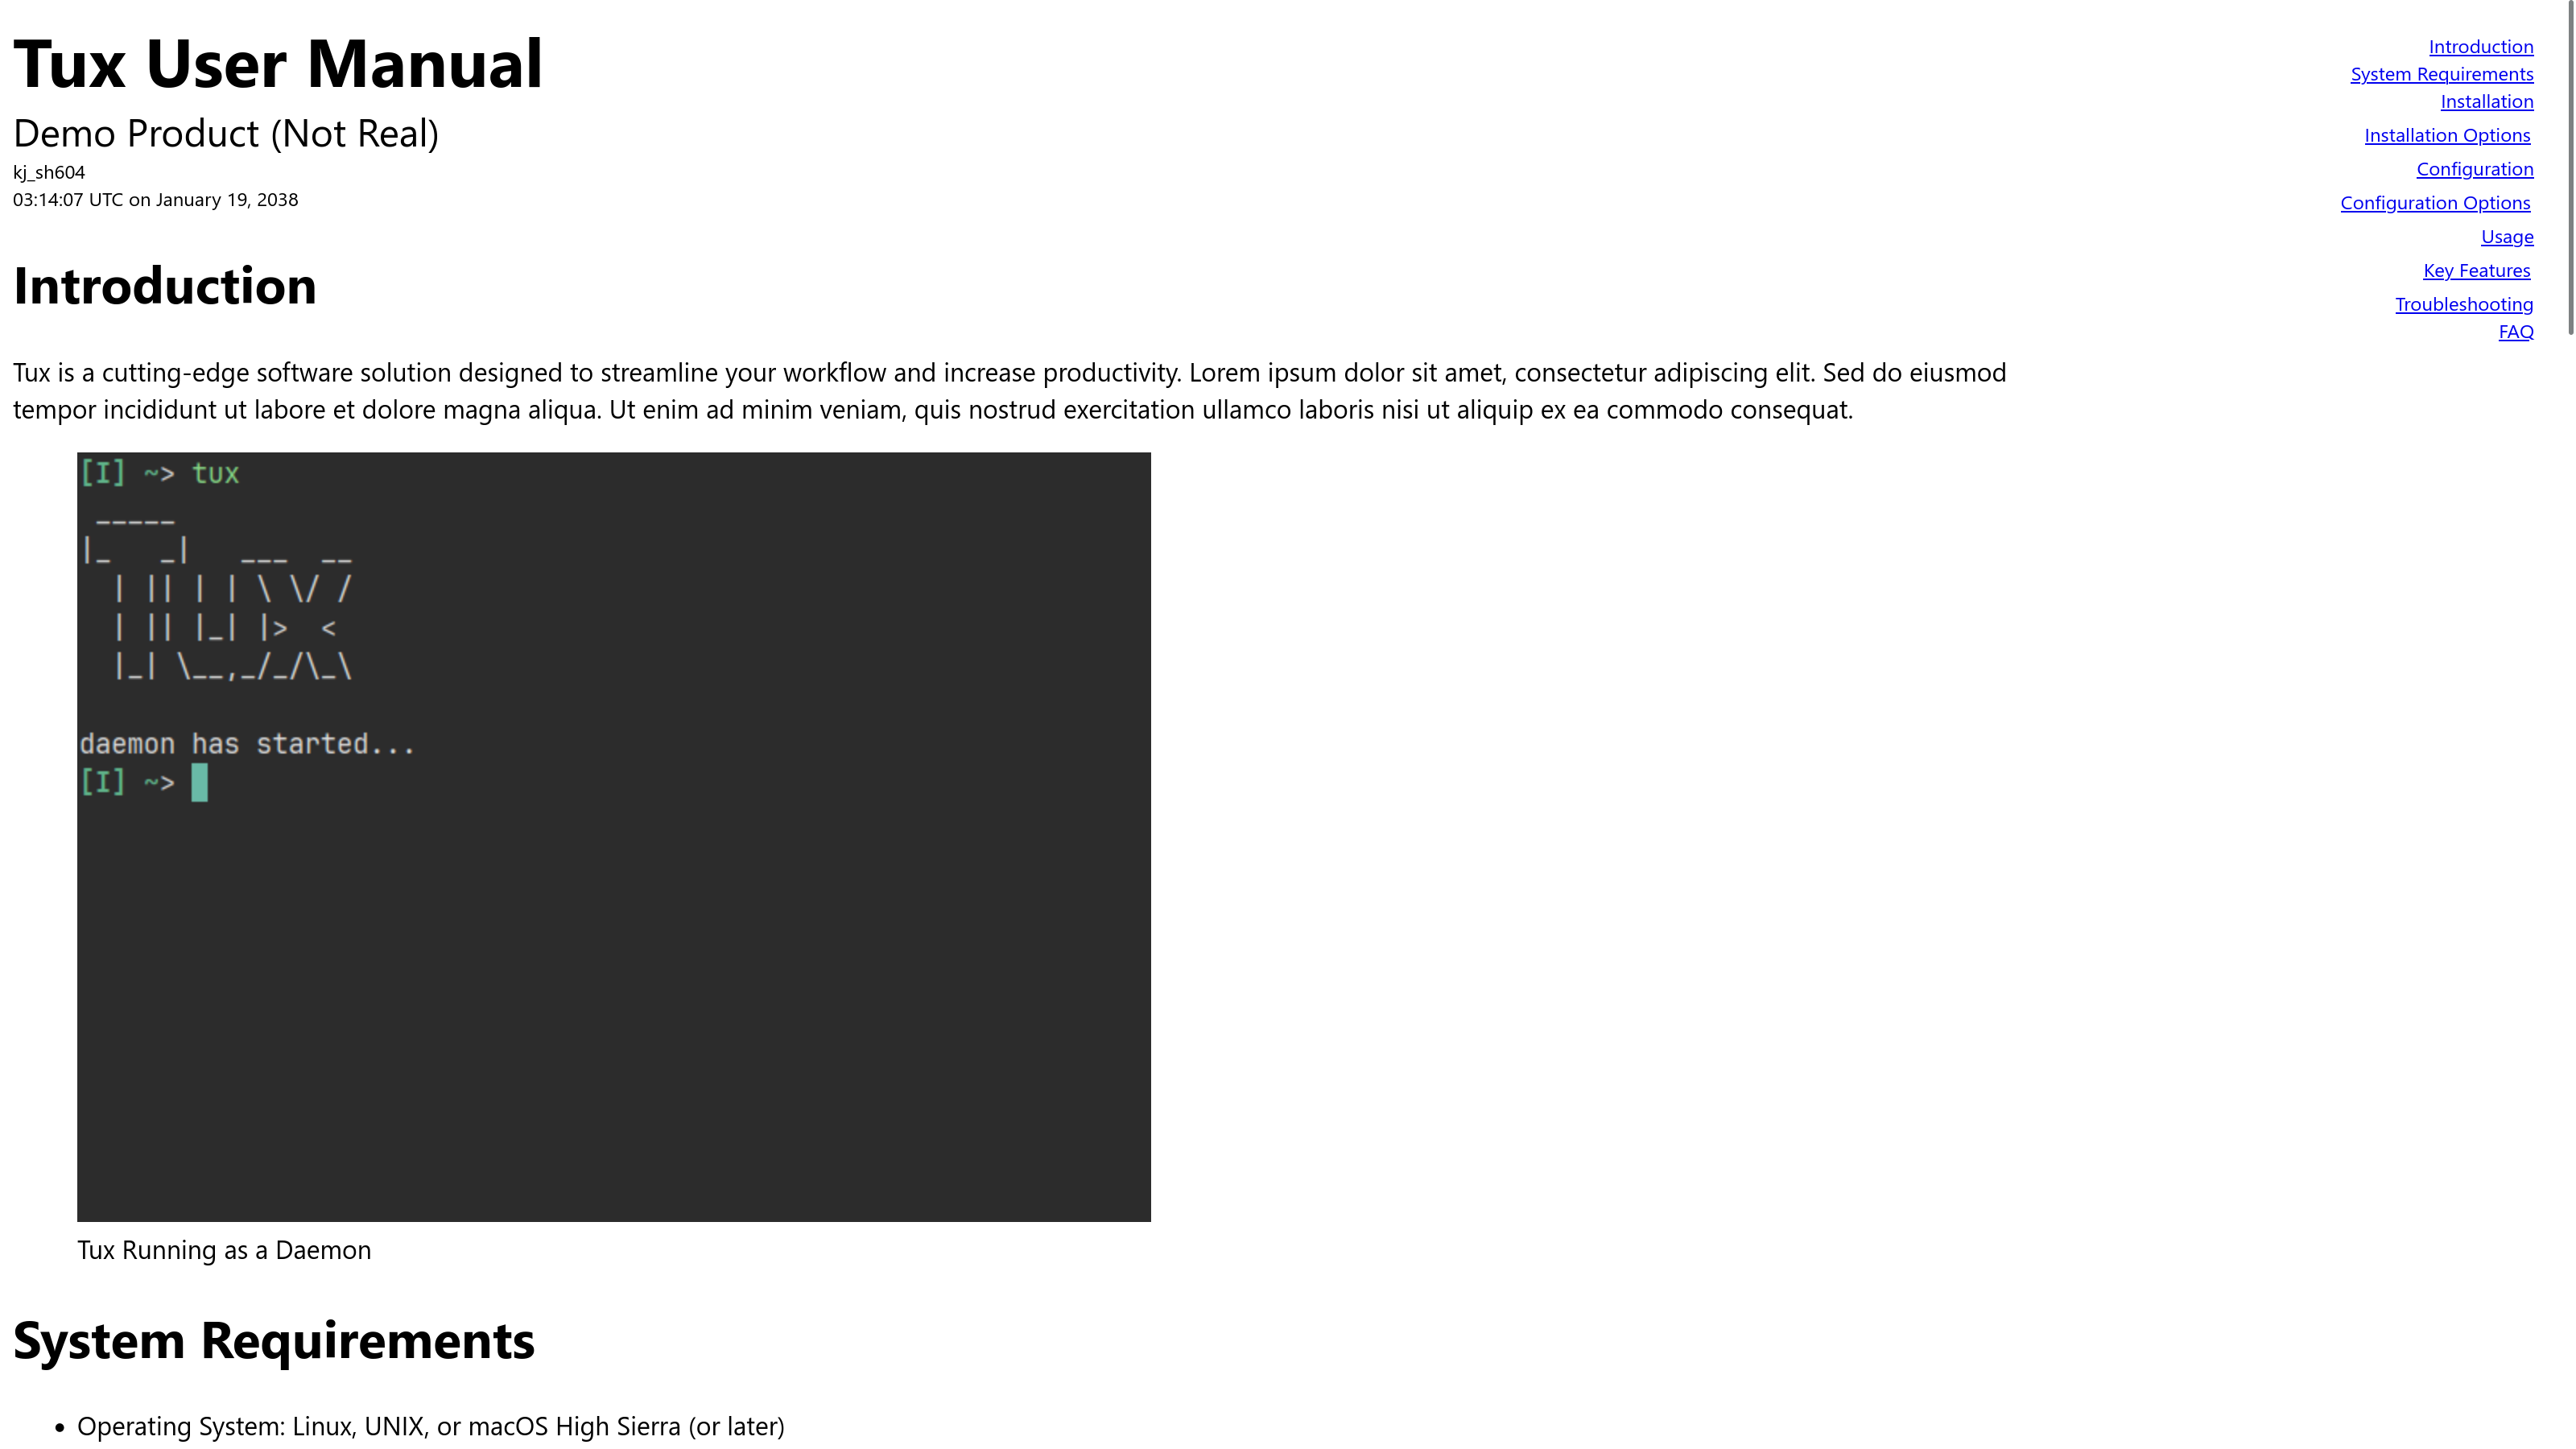 Tux User Manual
Demo Product (Not Real)
kj_sh604
03:14:07 UTC on January 19, 2038
Introduction
System Requirements
Installation
Installation Options
Configuration
Configuration Options
Usage
Key Features
Troubleshooting
FAQ
Introduction
Tux is a cutting-edge software solution designed to streamline your workflow and increase productivity. Lorem ipsum dolor sit amet, consectetur adipiscing elit. Sed do eiusmod
tempor incididunt ut labore et dolore magna aliqua. Ut enim ad minim veniam, quis nostrud exercitation ullamco laboris nisi ut aliquip ex ea commodo consequat.
[I] ~> tux
 _____
|_   _|   ___  __
  | || | | \ \/ /
  | || |_| |>  <
  |_| \__,_/_/\_\
daemon has started...
[I] ~>
Tux Running as a Daemon
System Requirements
• Operating System: Linux, UNIX, or macOS High Sierra (or later)